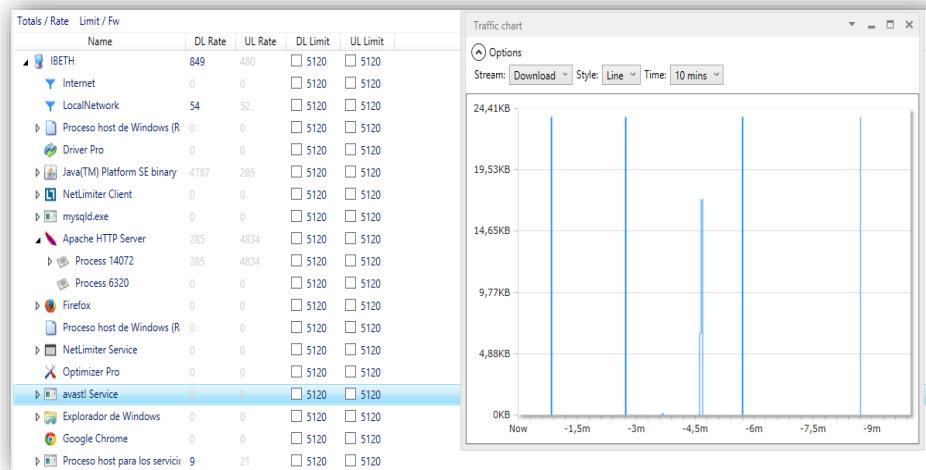 Totals / Rate Limit / Fw
Name DL Rate UL Rate DL Limit UL Limit
IBETH 849 480 5120 5120
Internet 0 0 5120 5120
LocalNetwork 54 52 5120 5120
Proceso host de Windows (R 0 0 5120 5120
Driver Pro 0 0 5120 5120
Java(TM) Platform SE binary 4787 285 5120 5120
NetLimiter Client 0 0 5120 5120
mysqld.exe 0 0 5120 5120
Apache HTTP Server 285 4834 5120 5120
Process 14072 285 4834 5120 5120
Process 6320 0 0 5120 5120
Firefox 0 0 5120 5120
Proceso host de Windows (R 0 0 5120 5120
NetLimiter Service 0 0 5120 5120
Optimizer Pro 0 0 5120 5120
avast! Service 0 0 5120 5120
Explorador de Windows 0 0 5120 5120
Google Chrome 0 0 5120 5120
Proceso host para los servicio 9 21 5120 5120
Traffic chart
Options
Stream: Download Style: Line Time: 10 mins
24,41KB
19,53KB
14,65KB
9,77KB
4,88KB
0KB
Now -1,5m -3m -4,5m -6m -7,5m -9m